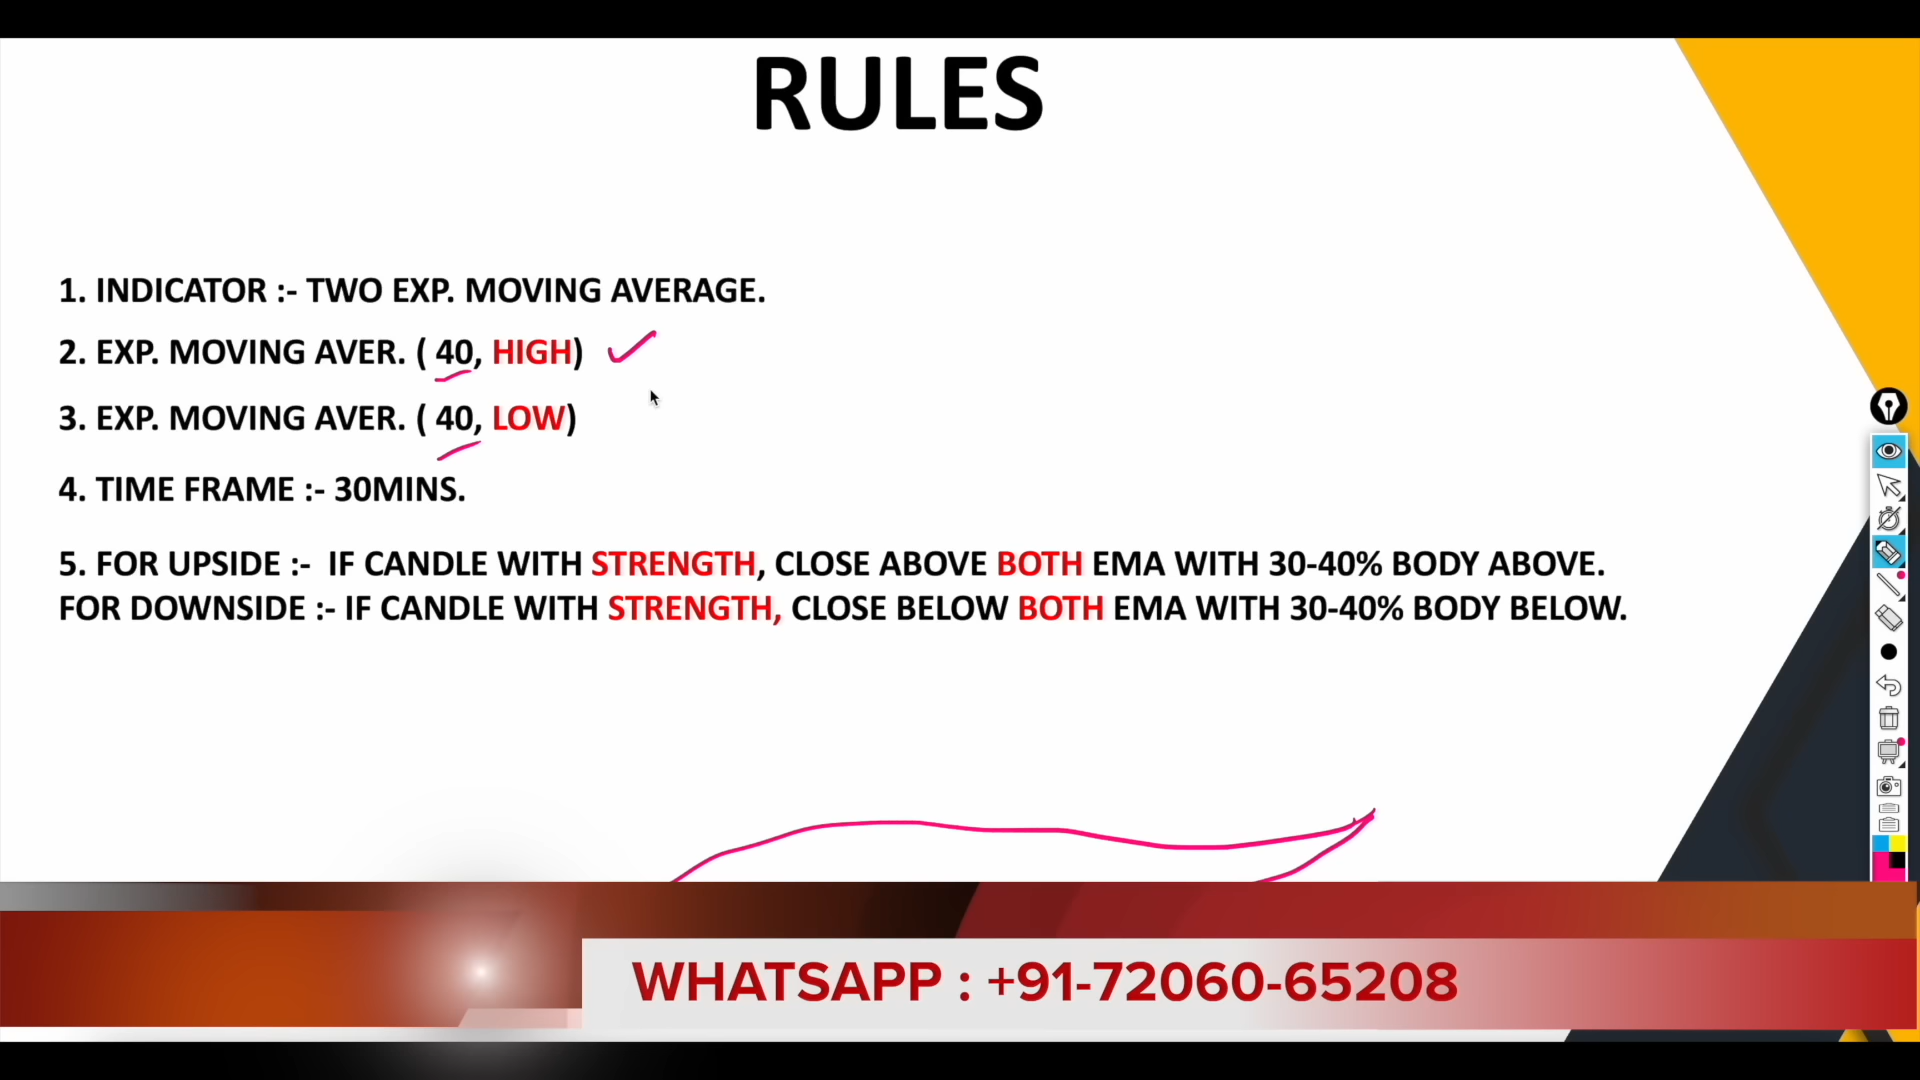 RULES
1. INDICATOR :- TWO EXP. MOVING AVERAGE.
2. EXP. MOVING AVER. ( 40, HIGH)
3. EXP. MOVING AVER. ( 40, LOW)
4. TIME FRAME :- 30MINS.
5. FOR UPSIDE :- IF CANDLE WITH STRENGTH, CLOSE ABOVE BOTH EMA WITH 30-40% BODY ABOVE.
FOR DOWNSIDE :- IF CANDLE WITH STRENGTH, CLOSE BELOW BOTH EMA WITH 30-40% BODY BELOW.
WHATSAPP : +91-72060-65208